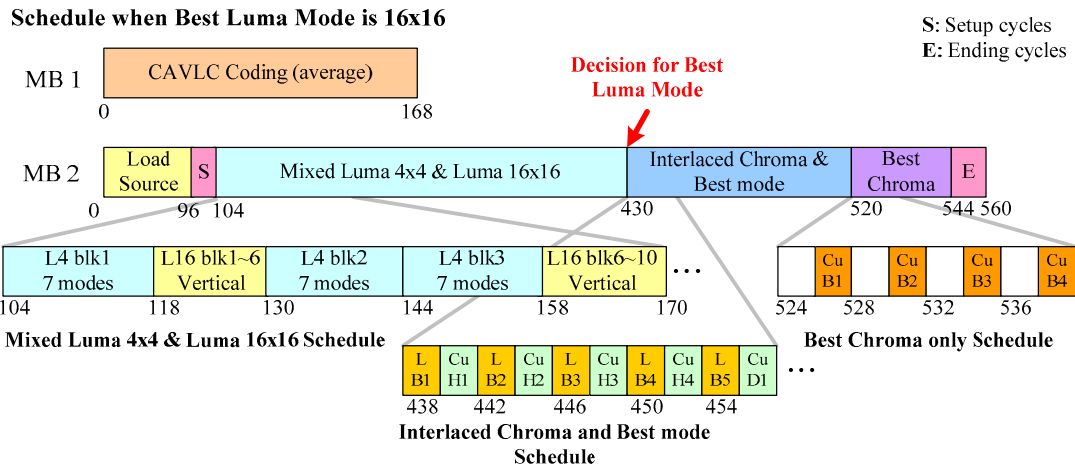 Schedule when Best Luma Mode is 16x16
S: Setup cycles
E: Ending cycles
MB 1
CAVLC Coding (average)
0
168
Decision for Best
Luma Mode
MB 2
Load
Source
S
Mixed Luma 4x4 & Luma 16x16
Interlaced Chroma &
Best mode
Best
Chroma
E
0
96
104
430
520
544
560
L4 blk1
7 modes
L16 blk1~6
Vertical
L4 blk2
7 modes
L4 blk3
7 modes
L16 blk6~10
Vertical
...
104
118
130
144
158
170
Mixed Luma 4x4 & Luma 16x16 Schedule
Cu
B1
Cu
B2
Cu
B3
Cu
B4
524
528
532
536
Best Chroma only Schedule
L
B1
Cu
H1
L
B2
Cu
H2
L
B3
Cu
H3
L
B4
Cu
H4
L
B5
Cu
D1
...
438
442
446
450
454
Interlaced Chroma and Best mode
Schedule